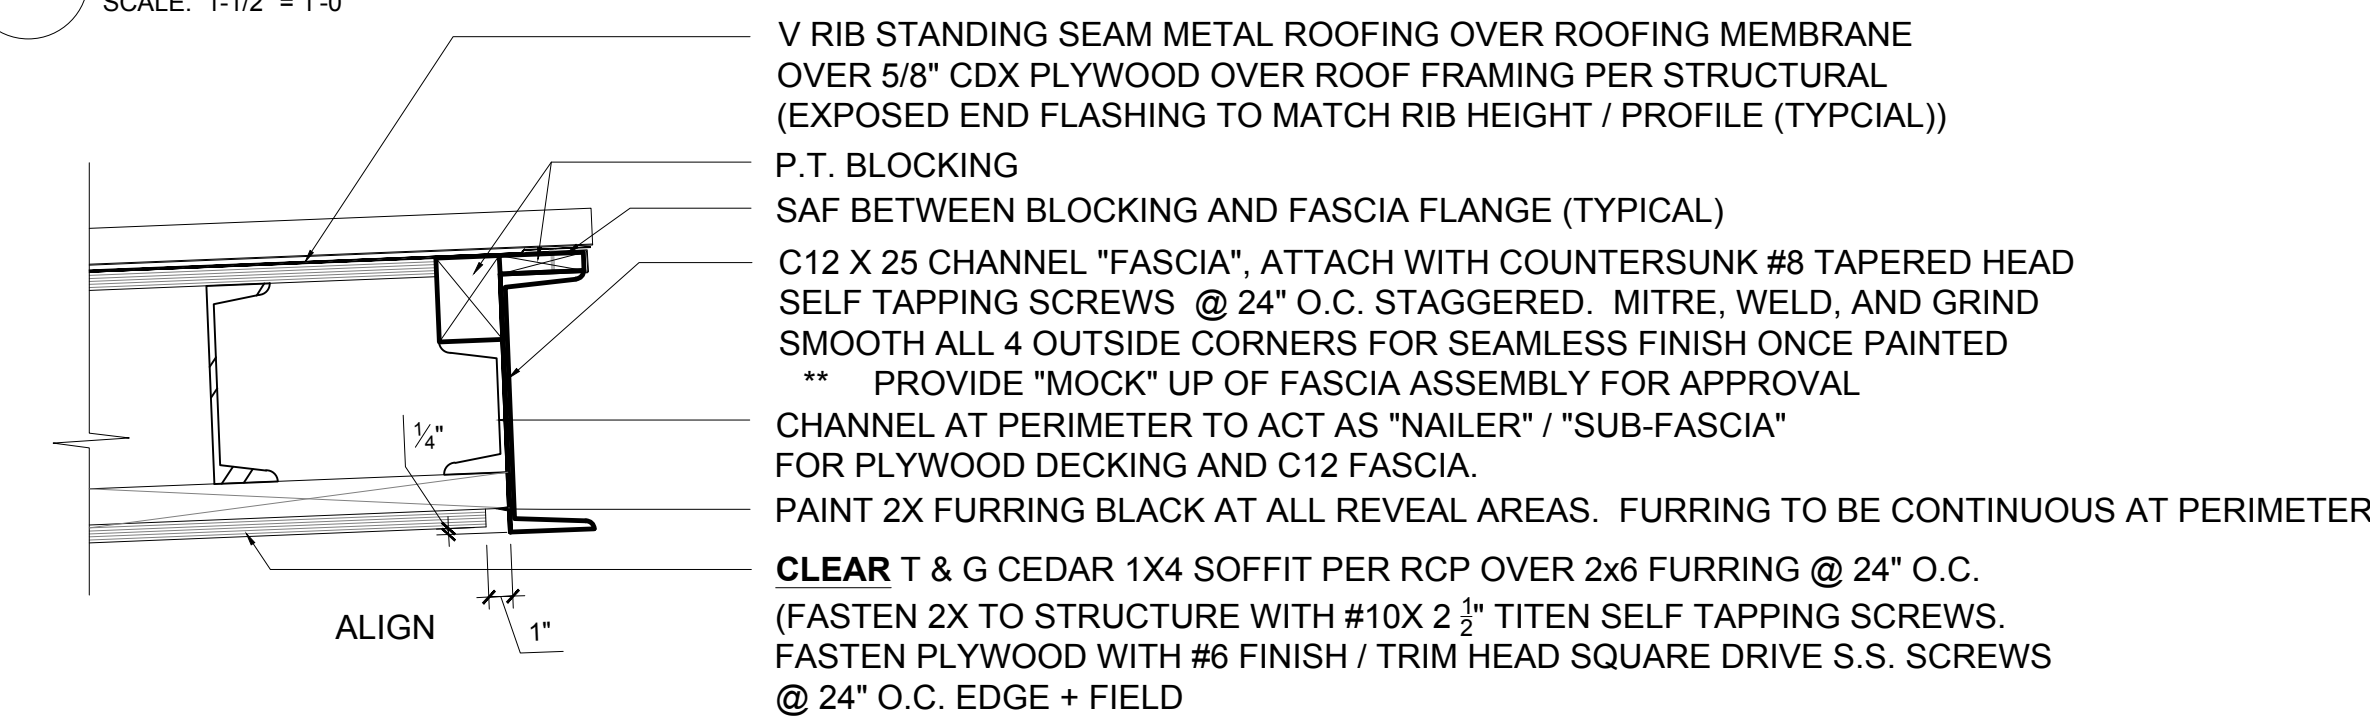 SCALE: 1-1/2" = 1'-0"
V RIB STANDING SEAM METAL ROOFING OVER ROOFING MEMBRANE
OVER 5/8" CDX PLYWOOD OVER ROOF FRAMING PER STRUCTURAL
(EXPOSED END FLASHING TO MATCH RIB HEIGHT / PROFILE (TYPCIAL))
P.T. BLOCKING
SAF BETWEEN BLOCKING AND FASCIA FLANGE (TYPICAL)
C12 X 25 CHANNEL "FASCIA", ATTACH WITH COUNTERSUNK #8 TAPERED HEAD
SELF TAPPING SCREWS @ 24" O.C. STAGGERED. MITRE, WELD, AND GRIND
SMOOTH ALL 4 OUTSIDE CORNERS FOR SEAMLESS FINISH ONCE PAINTED
** PROVIDE "MOCK" UP OF FASCIA ASSEMBLY FOR APPROVAL
CHANNEL AT PERIMETER TO ACT AS "NAILER" / "SUB-FASCIA"
FOR PLYWOOD DECKING AND C12 FASCIA.
PAINT 2X FURRING BLACK AT ALL REVEAL AREAS. FURRING TO BE CONTINUOUS AT PERIMETER
CLEAR T & G CEDAR 1X4 SOFFIT PER RCP OVER 2x6 FURRING @ 24" O.C.
(FASTEN 2X TO STRUCTURE WITH #10X 2 1/2" TITEN SELF TAPPING SCREWS.
FASTEN PLYWOOD WITH #6 FINISH / TRIM HEAD SQUARE DRIVE S.S. SCREWS
@ 24" O.C. EDGE + FIELD
1/4"
ALIGN
1"